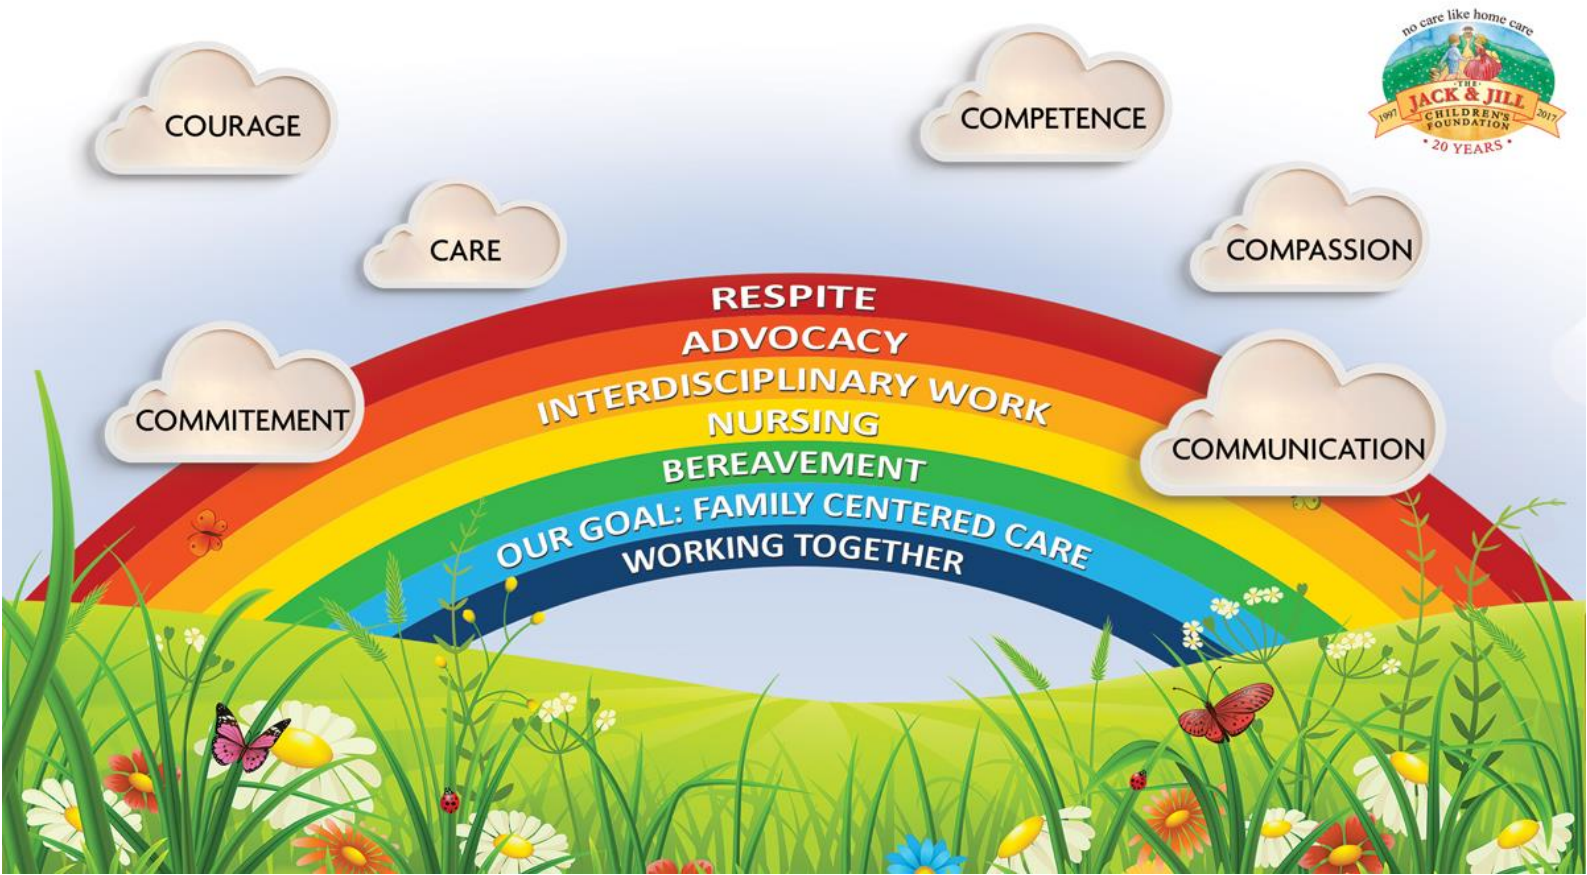 no care like home care
THE
JACK & JILL
1997 CHILDREN'S 2017
FOUNDATION
• 20 YEARS •
COURAGE
COMPETENCE
CARE
COMPASSION
COMMITEMENT
COMMUNICATION
RESPITE
ADVOCACY
INTERDISCIPLINARY WORK
NURSING
BEREAVEMENT
OUR GOAL: FAMILY CENTERED CARE
WORKING TOGETHER